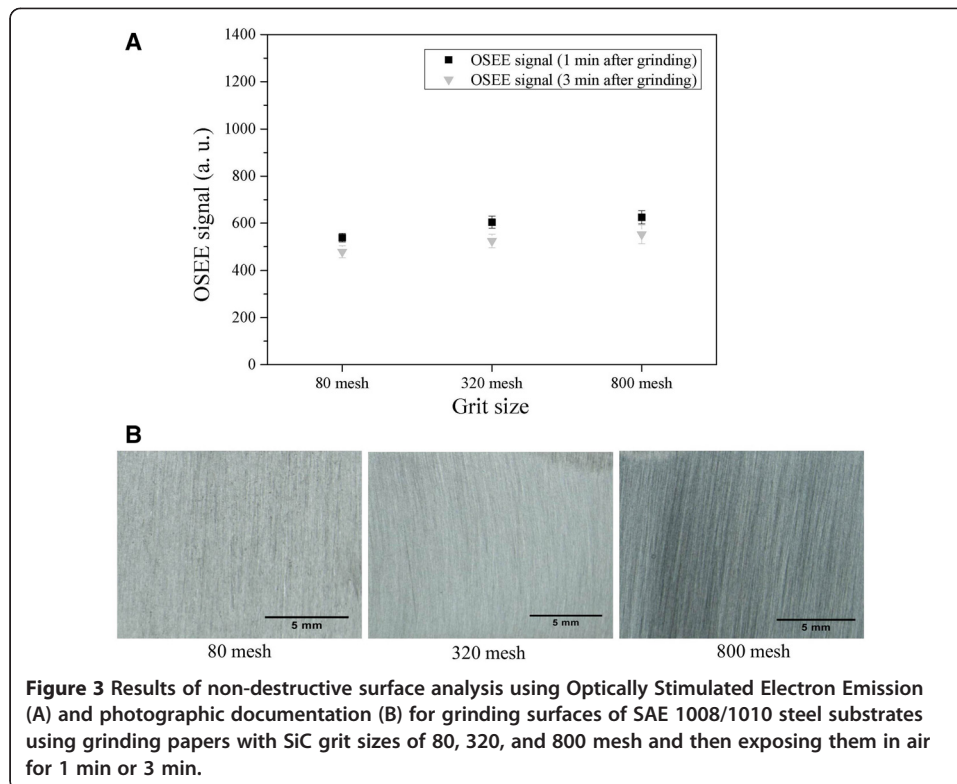 A
1400
1200
1000
800
600
400
200
0
OSEE signal (a. u.)
OSEE signal (1 min after grinding)
OSEE signal (3 min after grinding)
80 mesh
320 mesh
800 mesh
Grit size
B
5 mm
5 mm
5 mm
80 mesh
320 mesh
800 mesh
Figure 3 Results of non-destructive surface analysis using Optically Stimulated Electron Emission
(A) and photographic documentation (B) for grinding surfaces of SAE 1008/1010 steel substrates
using grinding papers with SiC grit sizes of 80, 320, and 800 mesh and then exposing them in air
for 1 min or 3 min.